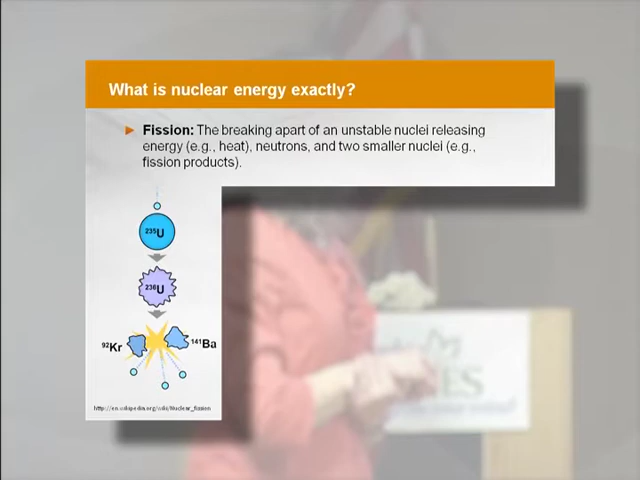 What is nuclear energy exactly?
Fission: The breaking apart of an unstable nuclei releasing
energy (e.g., heat), neutrons, and two smaller nuclei (e.g.,
fission products).
²³⁵U
²³⁶U
⁹²Kr
¹⁴¹Ba
http://en.wikipedia.org/wiki/Nuclear_fission
ES